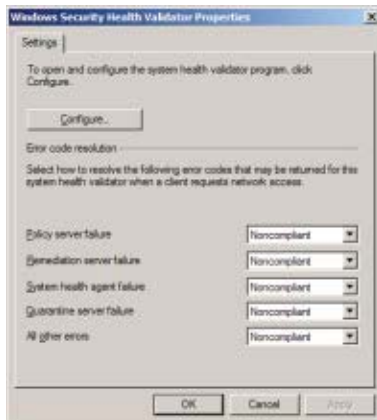 Windows Security Health Validator Properties
Settings
To open and configure the system health validator program, click
Configure.
Configure...
Error code resolution
Select how to resolve the following error codes that may be returned for this
system health validator when a client requests network access.
Policy server failure
Noncompliant
Remediation server failure
Noncompliant
System health agent failure
Noncompliant
Quarantine server failure
Noncompliant
All other errors
Noncompliant
OK
Cancel
Apply